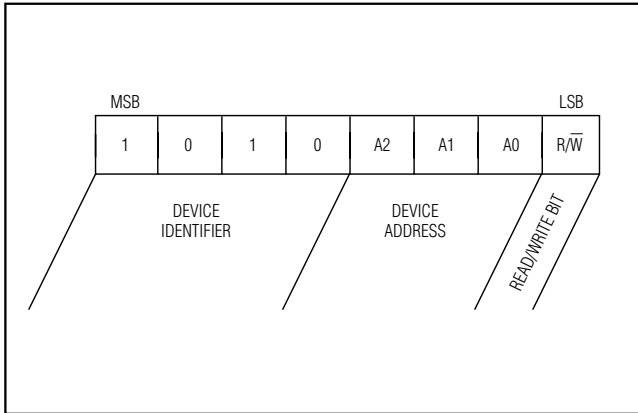 MSB LSB
1 0 1 0 A2 A1 A0 R/W̅
DEVICE
IDENTIFIER
DEVICE
ADDRESS
READ/WRITE BIT